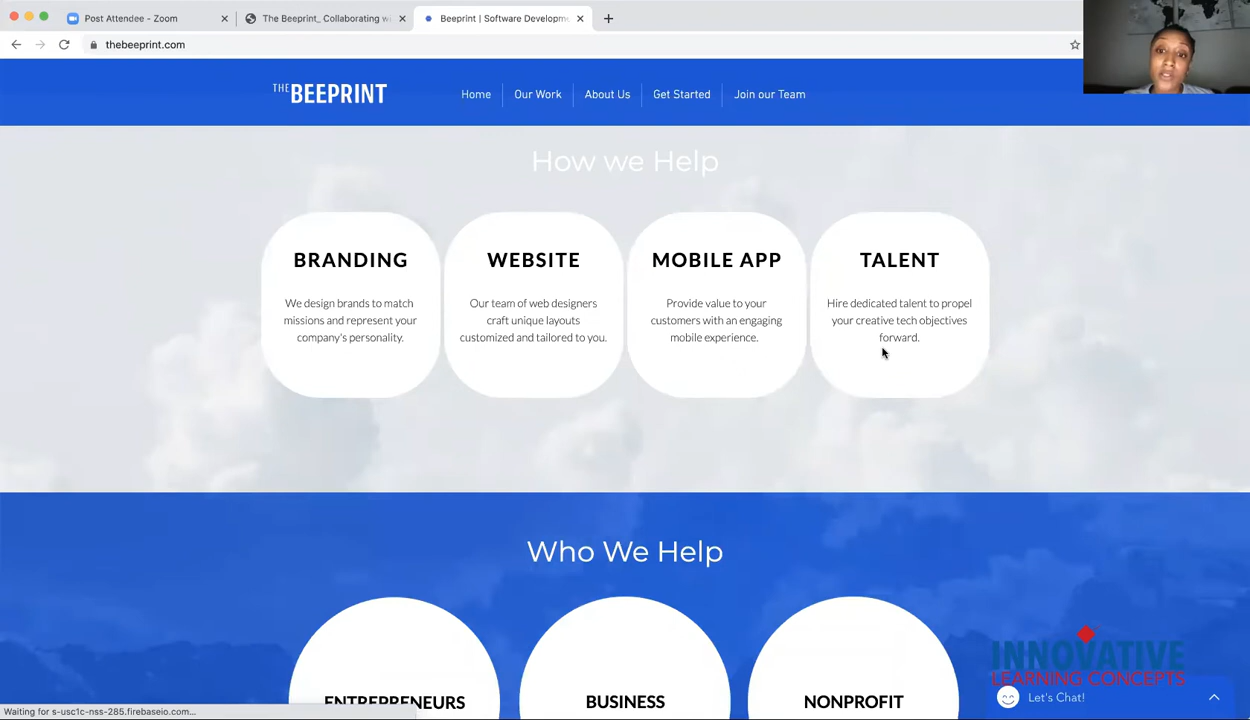 Post Attendee - Zoom
The Beeprint_ Collaborating w
Beeprint | Software Developm
thebeeprint.com
THE BEEPRINT
Home
Our Work
About Us
Get Started
Join our Team
How we Help
BRANDING
We design brands to match
missions and represent your
company's personality.
WEBSITE
Our team of web designers
craft unique layouts
customized and tailored to you.
MOBILE APP
Provide value to your
customers with an engaging
mobile experience.
TALENT
Hire dedicated talent to propel
your creative tech objectives
forward.
Who We Help
ENTREPRENEURS
BUSINESS
NONPROFIT
INNOVATIVE
LEARNING CONCEPTS
Let's Chat!
Waiting for s-usc1c-nss-285.firebaseio.com...